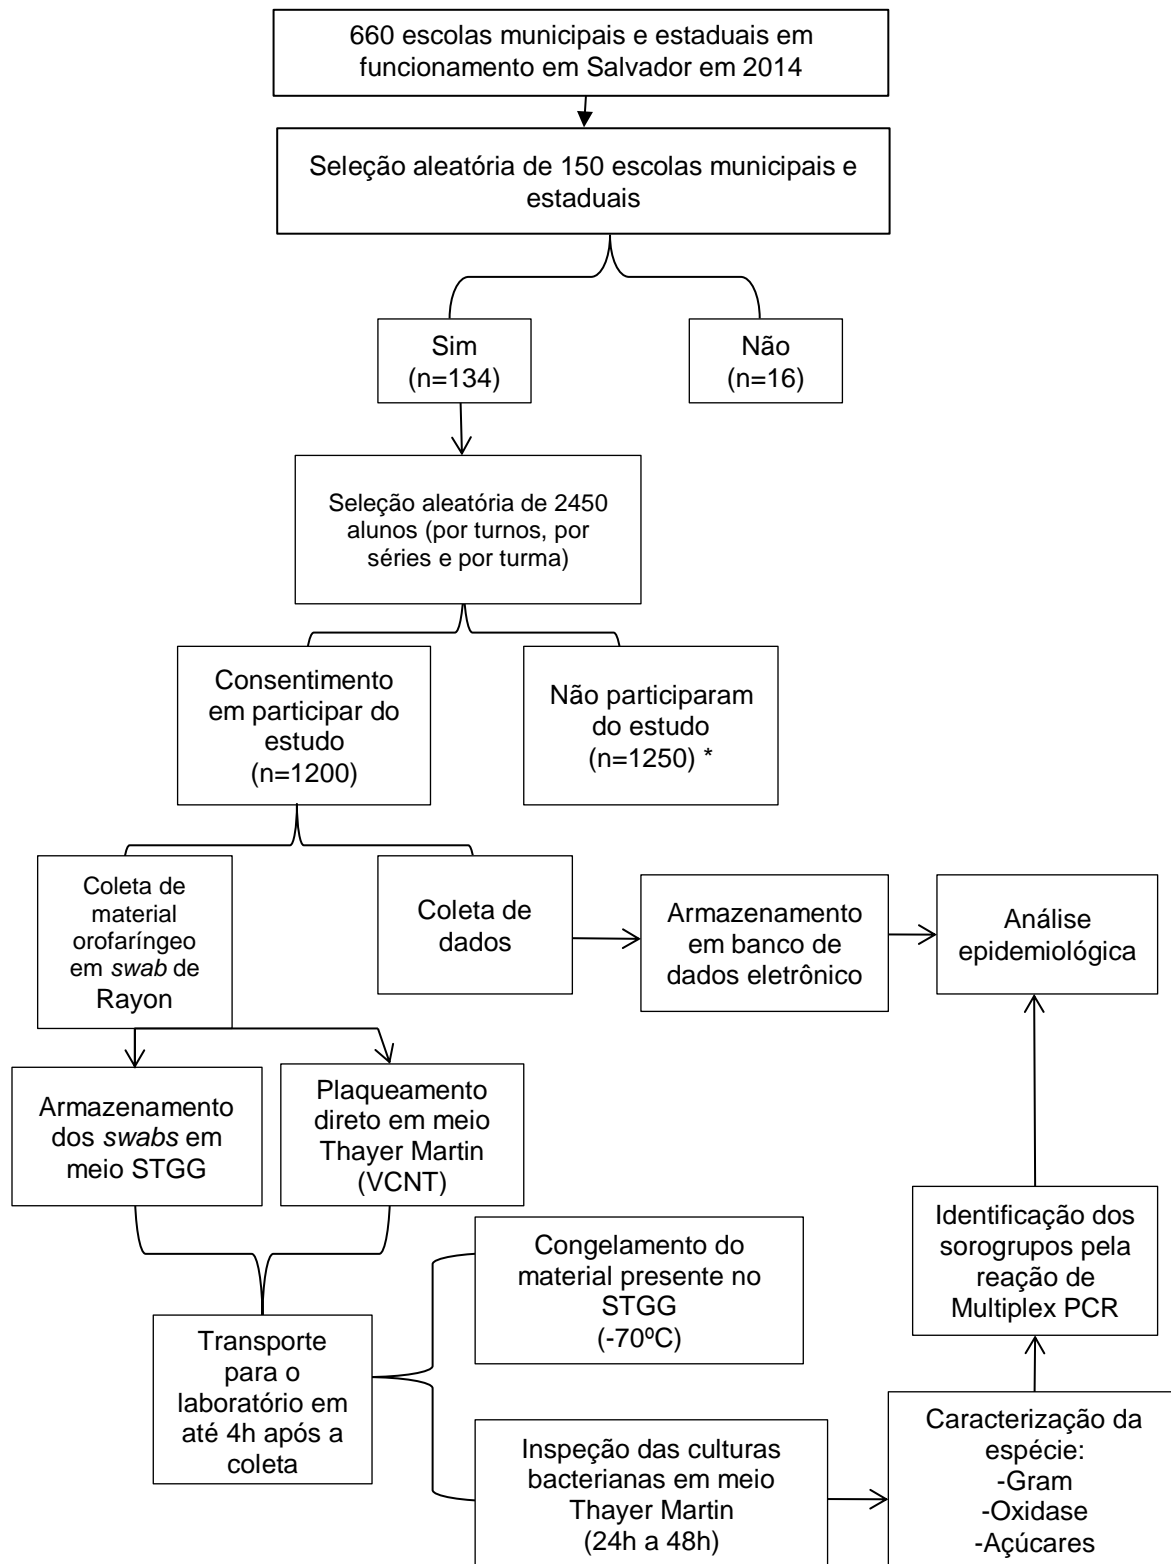 660 escolas municipais e estaduais em
funcionamento em Salvador em 2014
Seleção aleatória de 150 escolas municipais e
estaduais
Sim
(n=134)
Não
(n=16)
Seleção aleatória de 2450
alunos (por turnos, por
séries e por turma)
Consentimento
em participar do
estudo
(n=1200)
Não participaram
do estudo
(n=1250) *
Coleta de
material
orofaríngeo
em swab de
Rayon
Coleta de
dados
Armazenamento
em banco de
dados eletrônico
Análise
epidemiológica
Armazenamento
dos swabs em
meio STGG
Plaqueamento
direto em meio
Thayer Martin
(VCNT)
Transporte
para o
laboratório em
até 4h após a
coleta
Congelamento do
material presente no
STGG
(-70ºC)
Inspeção das culturas
bacterianas em meio
Thayer Martin
(24h a 48h)
Caracterização da
espécie:
-Gram
-Oxidase
-Açúcares
Identificação dos
sorogrupos pela
reação de
Multiplex PCR